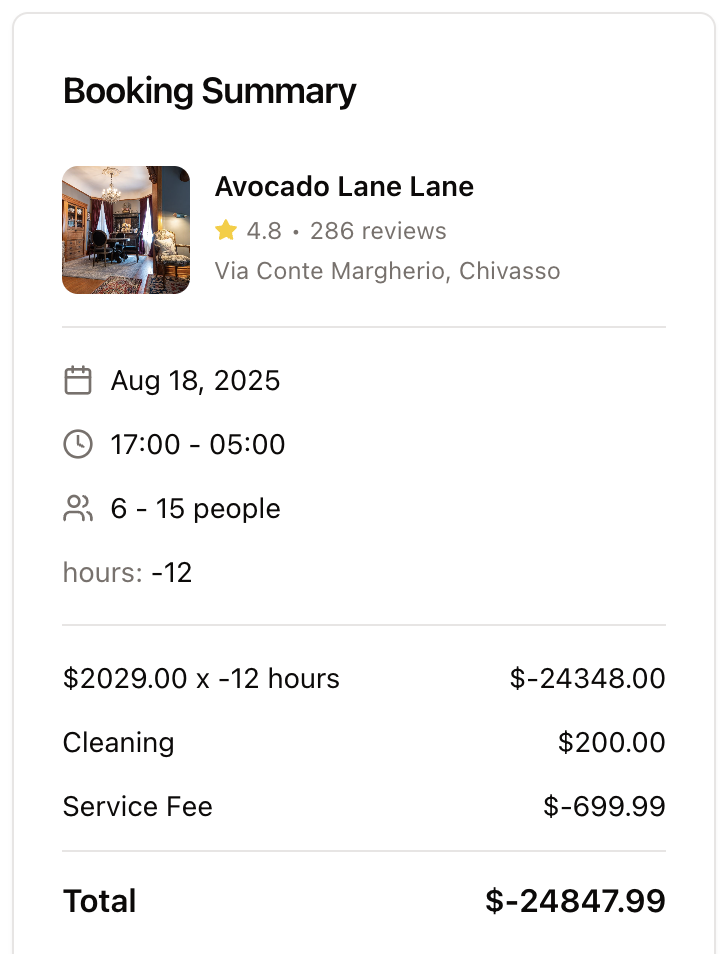 Booking Summary
Avocado Lane Lane
4.8 • 286 reviews
Via Conte Margherio, Chivasso
Aug 18, 2025
17:00 - 05:00
6 - 15 people
hours: -12
$2029.00 x -12 hours $-24348.00
Cleaning $200.00
Service Fee $-699.99
Total $-24847.99